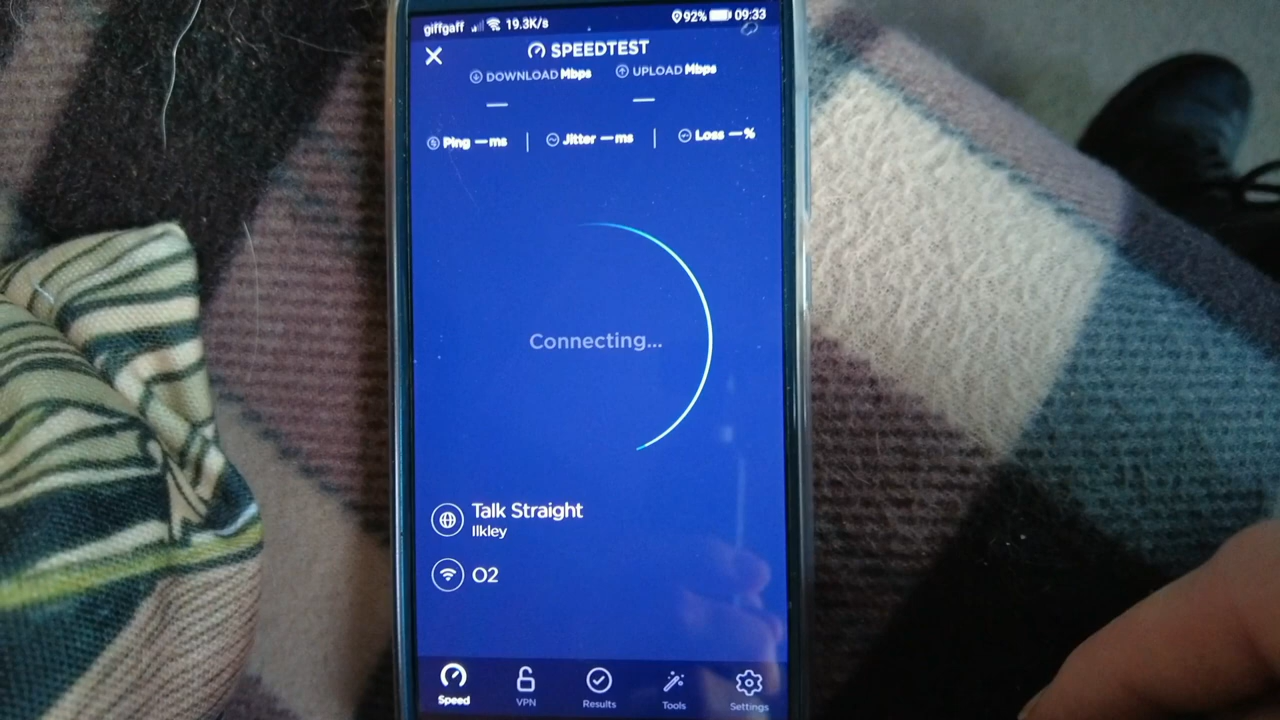 giffgaff 19.3K/s 92% 09:33
SPEEDTEST
DOWNLOAD Mbps UPLOAD Mbps
— —
Ping — ms Jitter — ms Loss — %
Connecting...
Talk Straight
Ilkley
O2
Speed VPN Results Tools Settings